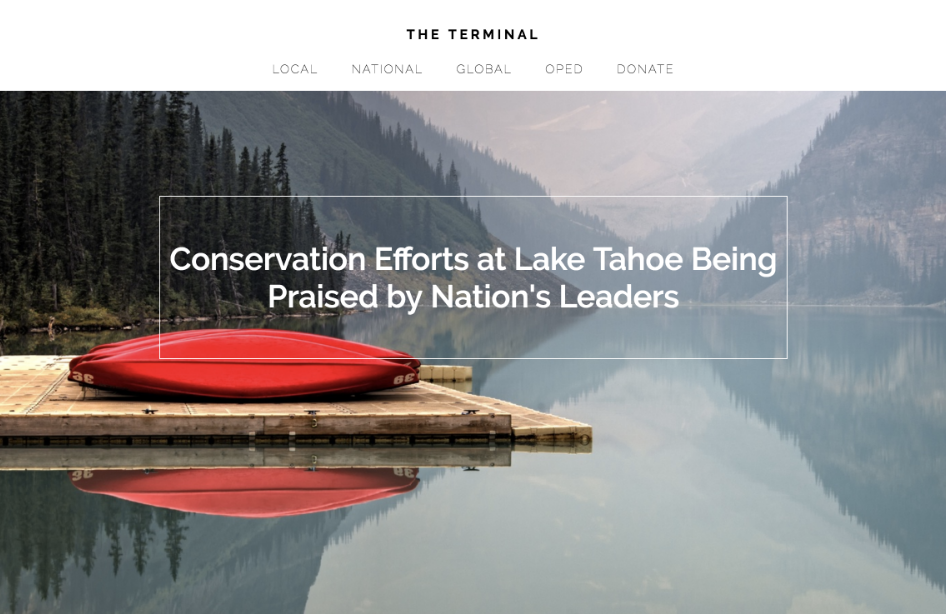 THE TERMINAL
LOCAL NATIONAL GLOBAL OPED DONATE
Conservation Efforts at Lake Tahoe Being
Praised by Nation's Leaders